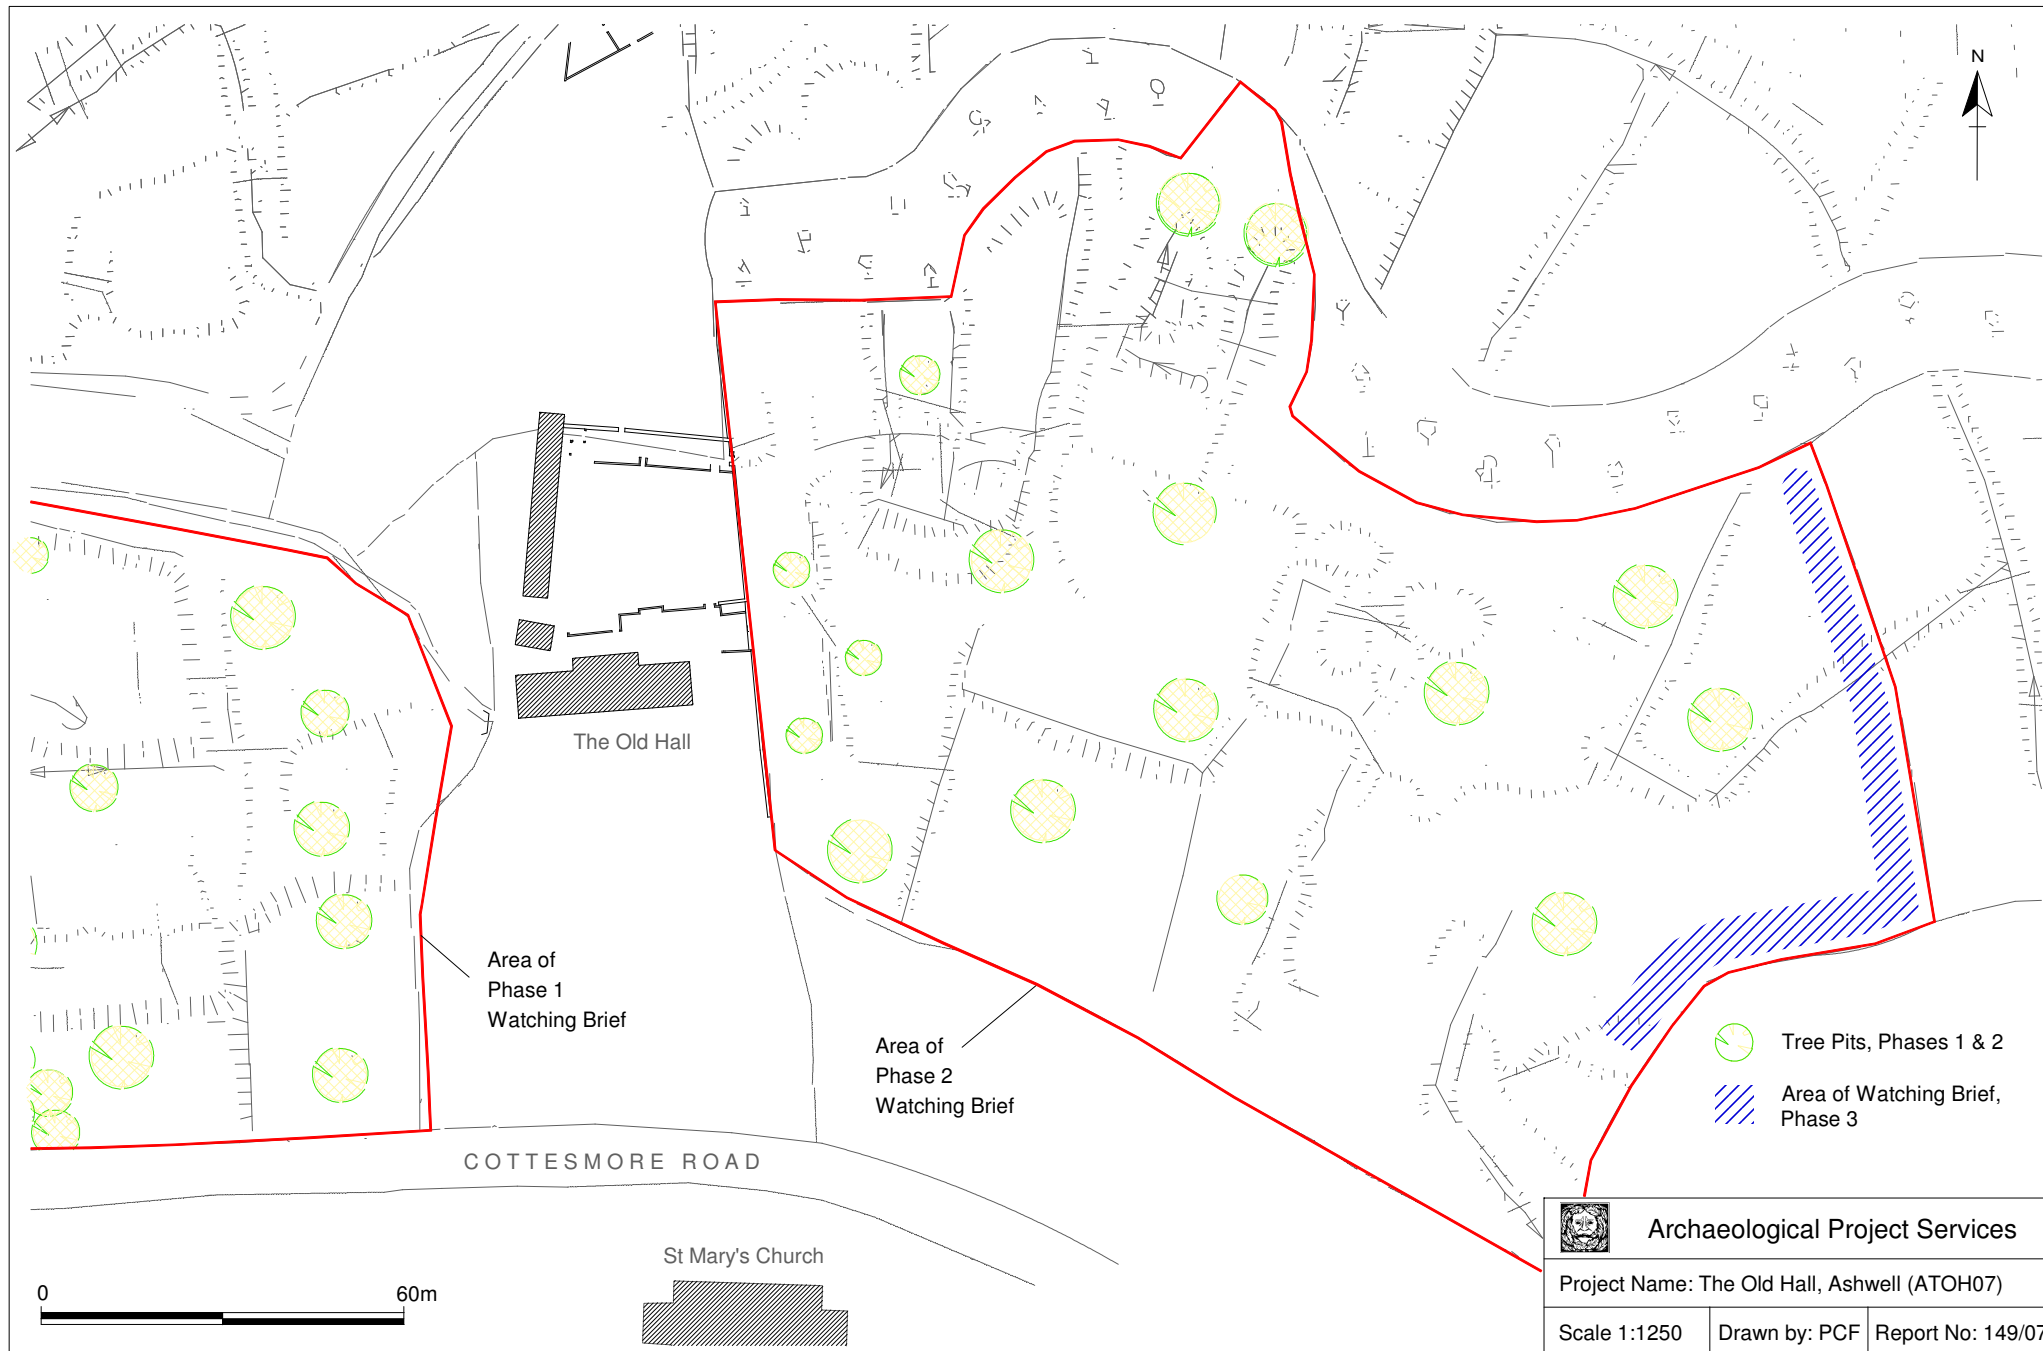 N
The Old Hall
Area of
Phase 1
Watching Brief
Area of
Phase 2
Watching Brief
Tree Pits, Phases 1 & 2
Area of Watching Brief,
Phase 3
COTTESMORE ROAD
St Mary's Church
0 60m
Archaeological Project Services
Project Name: The Old Hall, Ashwell (ATOH07)
Scale 1:1250 Drawn by: PCF Report No: 149/07